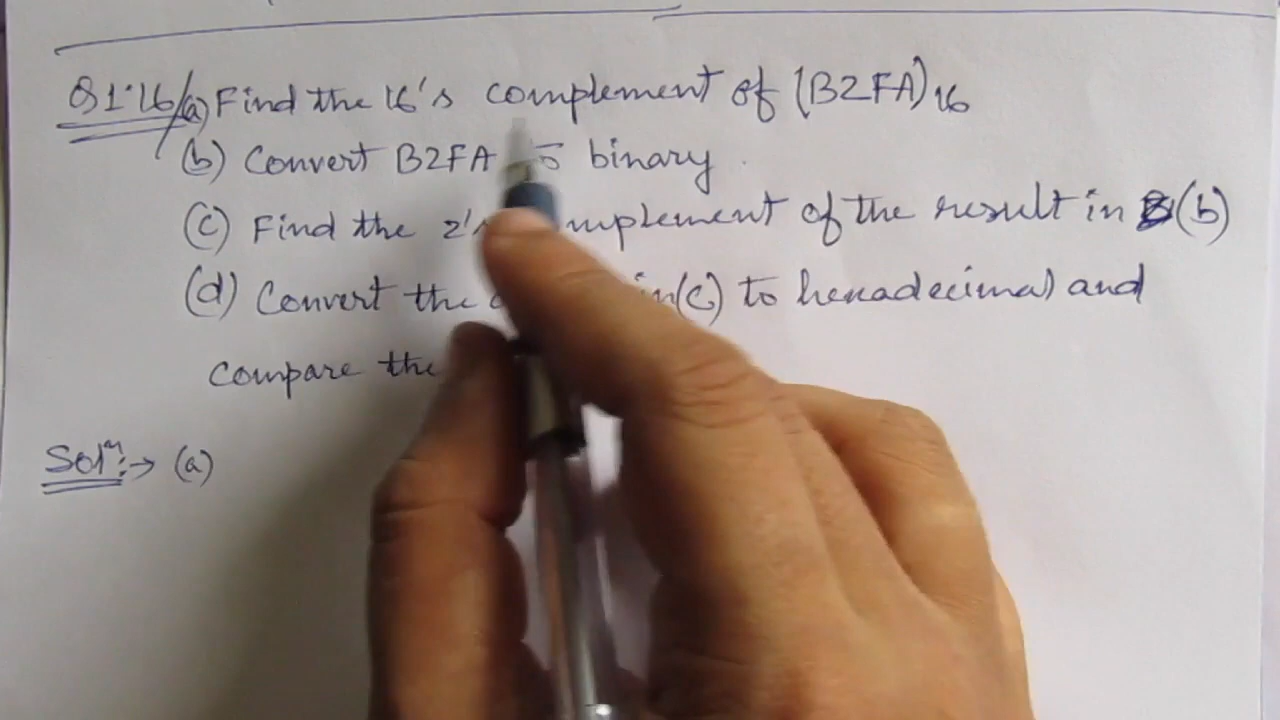 Q1.16/(a) Find the 16's complement of (B2FA)16
(b) Convert B2FA binary.
(c) Find the 2's complement of the result in (b)
(d) Convert the in (c) to hexadecimal and
compare the
Soln:→ (a)